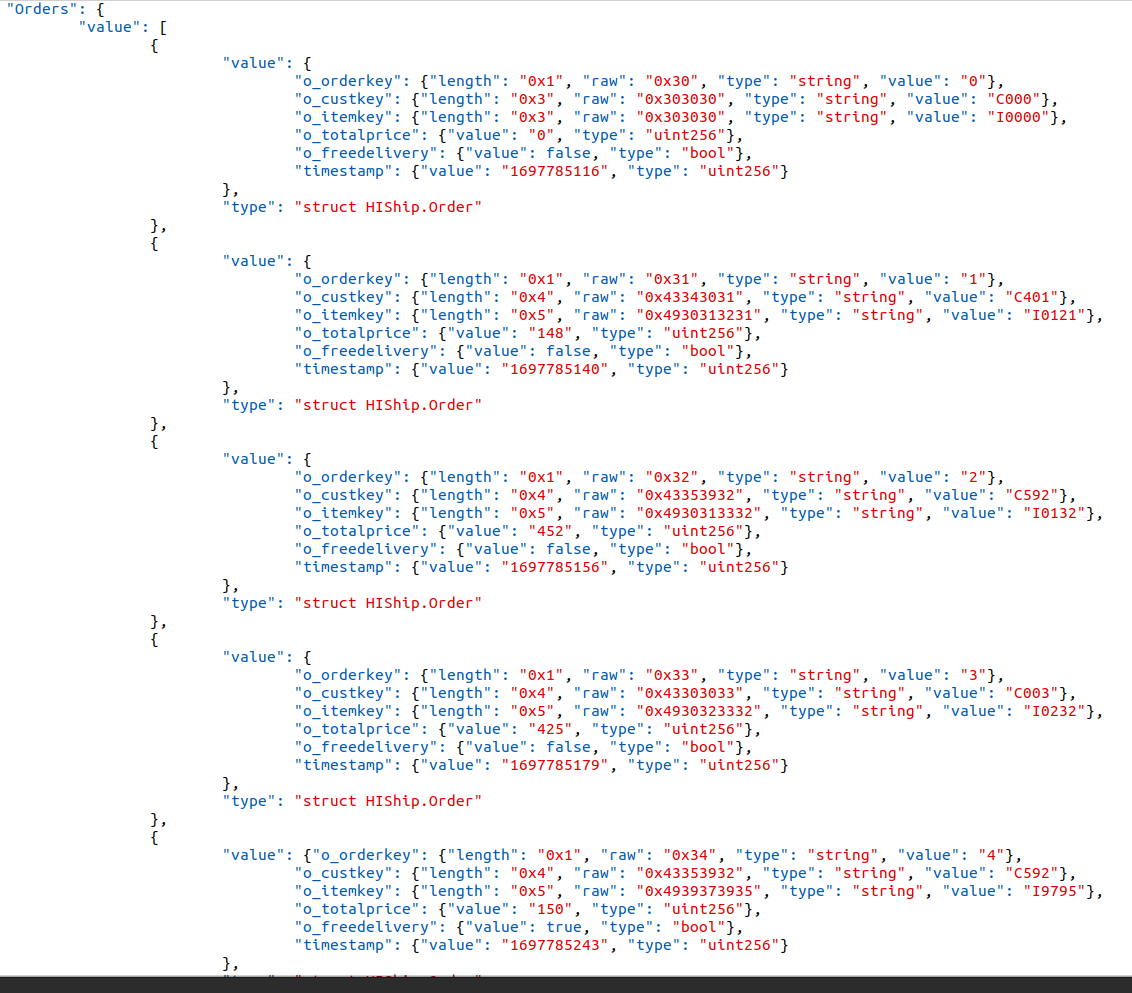 "Orders": {
"value": [
{
"value": {
"o_orderkey": {"length": "0x1", "raw": "0x30", "type": "string", "value": "0"},
"o_custkey": {"length": "0x3", "raw": "0x303030", "type": "string", "value": "C000"},
"o_itemkey": {"length": "0x3", "raw": "0x303030", "type": "string", "value": "I0000"},
"o_totalprice": {"value": "0", "type": "uint256"},
"o_freedelivery": {"value": false, "type": "bool"},
"timestamp": {"value": "1697785116", "type": "uint256"}
},
"type": "struct HIShip.Order"
},
{
"value": {
"o_orderkey": {"length": "0x1", "raw": "0x31", "type": "string", "value": "1"},
"o_custkey": {"length": "0x4", "raw": "0x43343031", "type": "string", "value": "C401"},
"o_itemkey": {"length": "0x5", "raw": "0x4930313231", "type": "string", "value": "I0121"},
"o_totalprice": {"value": "148", "type": "uint256"},
"o_freedelivery": {"value": false, "type": "bool"},
"timestamp": {"value": "1697785140", "type": "uint256"}
},
"type": "struct HIShip.Order"
},
{
"value": {
"o_orderkey": {"length": "0x1", "raw": "0x32", "type": "string", "value": "2"},
"o_custkey": {"length": "0x4", "raw": "0x43353932", "type": "string", "value": "C592"},
"o_itemkey": {"length": "0x5", "raw": "0x4930313332", "type": "string", "value": "I0132"},
"o_totalprice": {"value": "452", "type": "uint256"},
"o_freedelivery": {"value": false, "type": "bool"},
"timestamp": {"value": "1697785156", "type": "uint256"}
},
"type": "struct HIShip.Order"
},
{
"value": {
"o_orderkey": {"length": "0x1", "raw": "0x33", "type": "string", "value": "3"},
"o_custkey": {"length": "0x4", "raw": "0x43303033", "type": "string", "value": "C003"},
"o_itemkey": {"length": "0x5", "raw": "0x4930323332", "type": "string", "value": "I0232"},
"o_totalprice": {"value": "425", "type": "uint256"},
"o_freedelivery": {"value": false, "type": "bool"},
"timestamp": {"value": "1697785179", "type": "uint256"}
},
"type": "struct HIShip.Order"
},
{
"value": {"o_orderkey": {"length": "0x1", "raw": "0x34", "type": "string", "value": "4"},
"o_custkey": {"length": "0x4", "raw": "0x43353932", "type": "string", "value": "C592"},
"o_itemkey": {"length": "0x5", "raw": "0x4939373935", "type": "string", "value": "I9795"},
"o_totalprice": {"value": "150", "type": "uint256"},
"o_freedelivery": {"value": true, "type": "bool"},
"timestamp": {"value": "1697785243", "type": "uint256"}
},